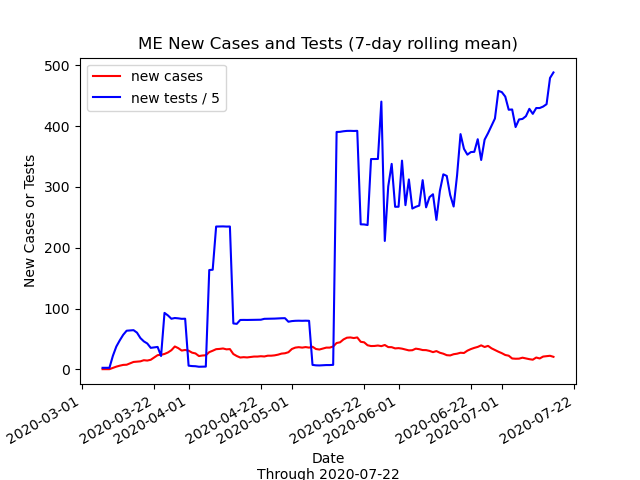 ME New Cases and Tests (7-day rolling mean)
new cases
new tests / 5
New Cases or Tests
500
400
300
200
100
0
2020-03-01
2020-03-22
2020-04-01
2020-04-22
2020-05-01
2020-05-22
2020-06-01
2020-06-22
2020-07-01
2020-07-22
Date
Through 2020-07-22